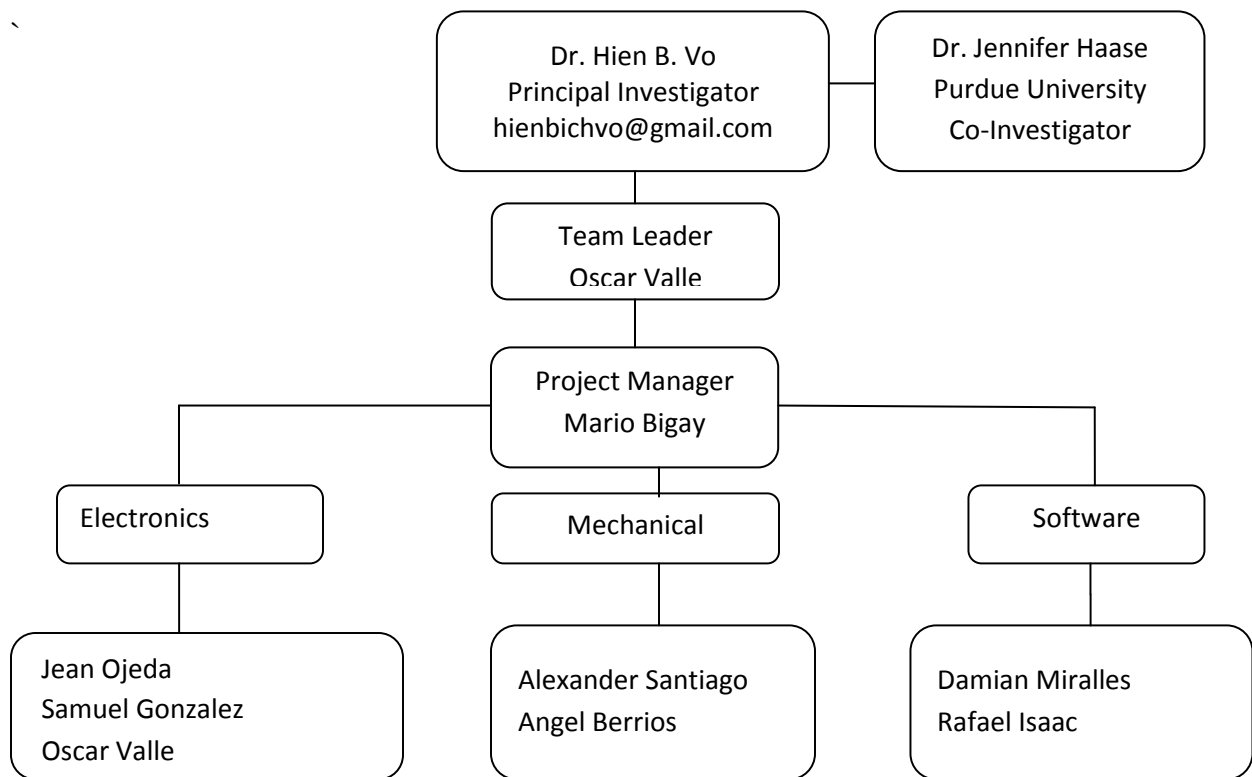 `
Dr. Hien B. Vo
Principal Investigator
hienbichvo@gmail.com
Dr. Jennifer Haase
Purdue University
Co-Investigator
Team Leader
Oscar Valle
Project Manager
Mario Bigay
Electronics
Mechanical
Software
Jean Ojeda
Samuel Gonzalez
Oscar Valle
Alexander Santiago
Angel Berrios
Damian Miralles
Rafael Isaac